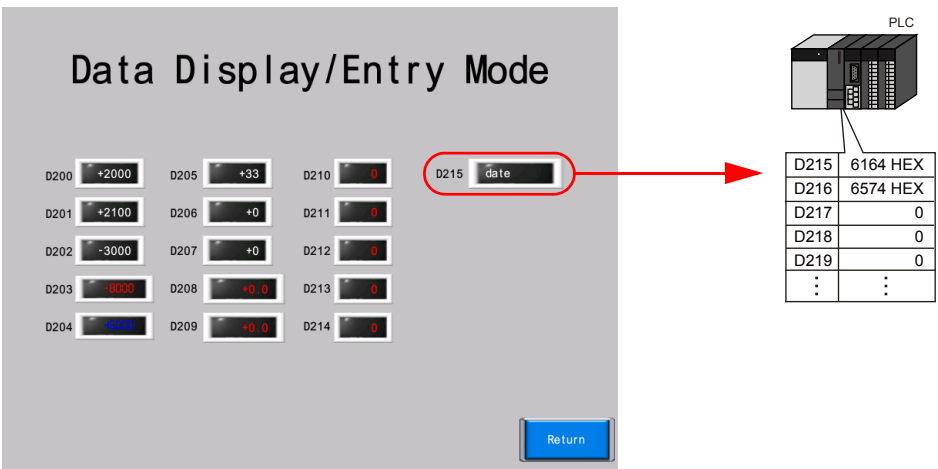 PLC
Data Display/Entry Mode
D200 +2000 D205 +33 D210 0 D215 date
D201 +2100 D206 +0 D211 0
D202 -3000 D207 +0 D212 0
D203 -8000 D208 +0.0 D213 0
D204 D209 +0.0 D214 0
D215 6164 HEX
D216 6574 HEX
D217 0
D218 0
D219 0
Return